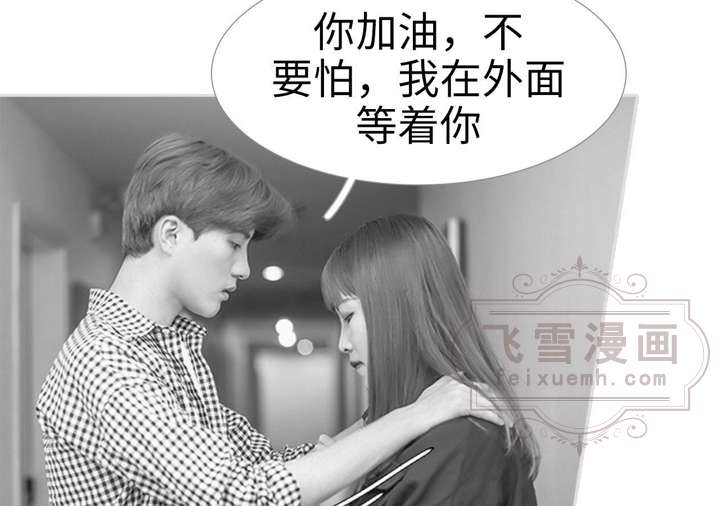 你加油，不
要怕，我在外面
等着你
飞雪漫画
feixuemh.com